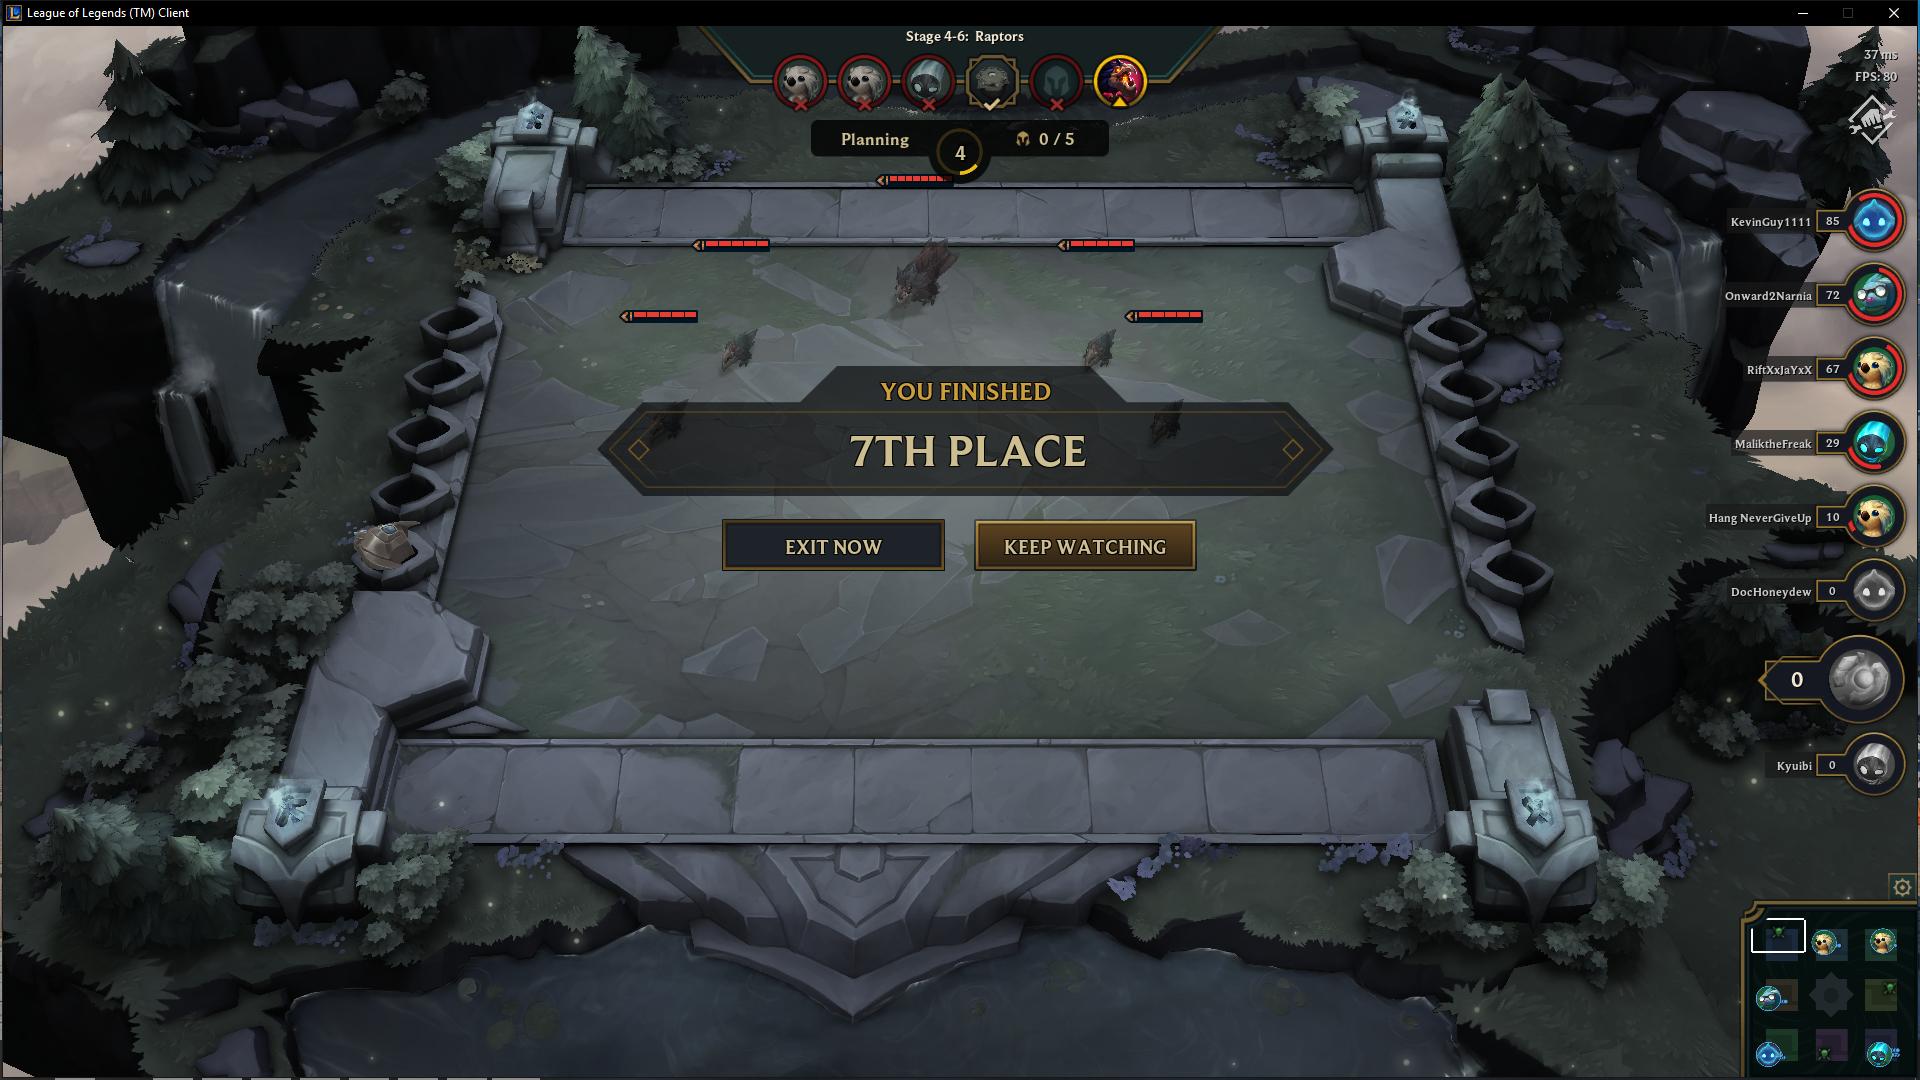 League of Legends (TM) Client
Stage 4-6: Raptors
37 ms
FPS: 80
Planning
4
0 / 5
KevinGuy1111
85
Onward2Narnia
72
RiftXxJaYxX
67
YOU FINISHED
7TH PLACE
MaliktheFreak
29
Hang NeverGiveUp
10
EXIT NOW
KEEP WATCHING
DocHoneydew
0
0
Kyuibi
0